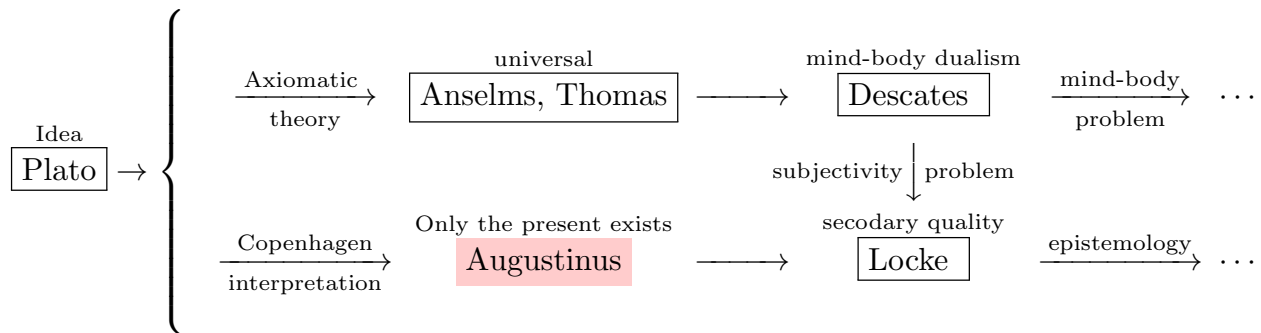 universal mind-body dualism
Axiomatic Anselms, Thomas Descates mind-body ⋯
theory problem
Idea
Plato
subjectivity problem
Only the present exists secodary quality
Copenhagen Augustinus Locke epistemology ⋯
interpretation